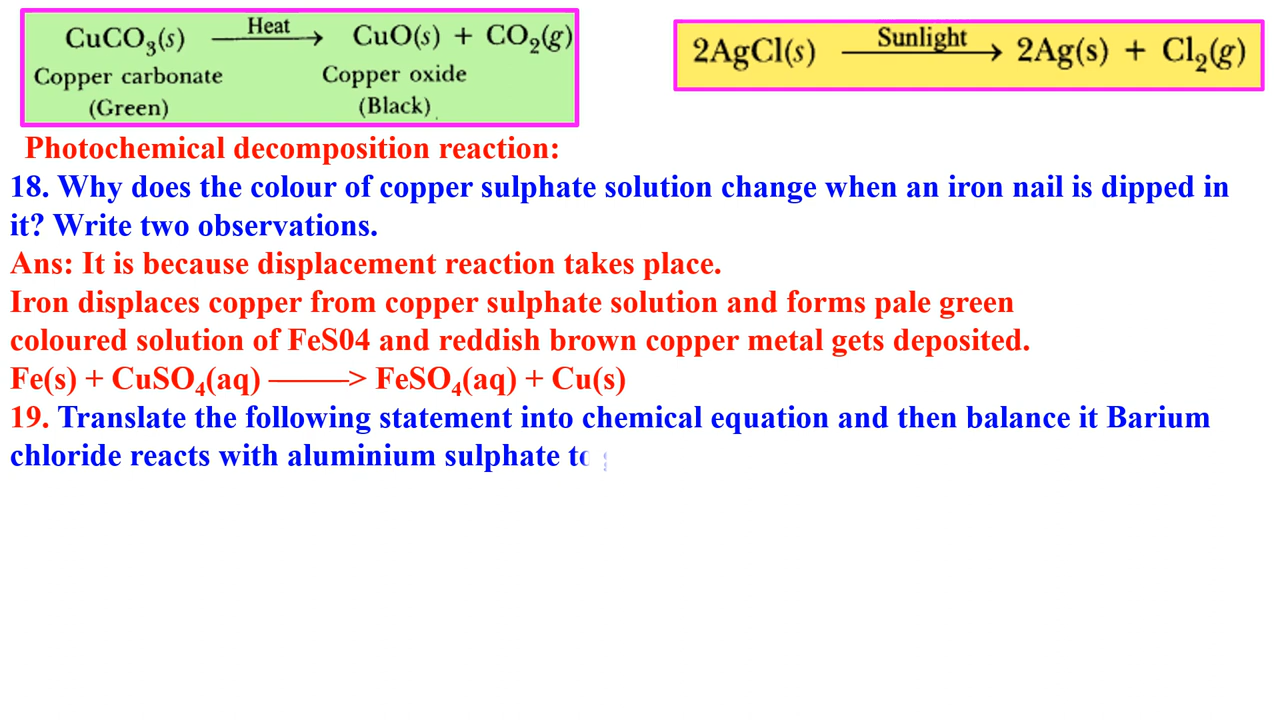 Heat
CuCO₃(s) ⟶ CuO(s) + CO₂(g)
Copper carbonate Copper oxide
(Green) (Black)
Sunlight
2AgCl(s) ⟶ 2Ag(s) + Cl₂(g)
Photochemical decomposition reaction:
18. Why does the colour of copper sulphate solution change when an iron nail is dipped in
it? Write two observations.
Ans: It is because displacement reaction takes place.
Iron displaces copper from copper sulphate solution and forms pale green
coloured solution of FeS04 and reddish brown copper metal gets deposited.
Fe(s) + CuSO₄(aq) ———> FeSO₄(aq) + Cu(s)
19. Translate the following statement into chemical equation and then balance it Barium
chloride reacts with aluminium sulphate to